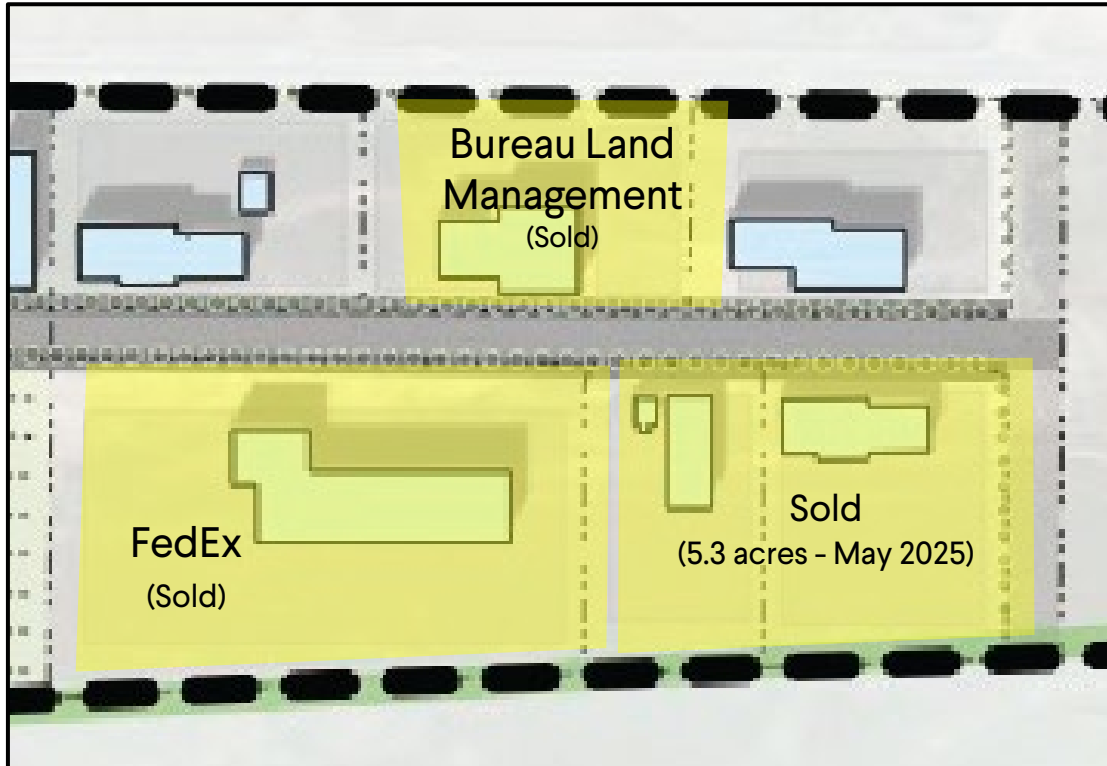 Bureau Land
Management
(Sold)
FedEx
(Sold)
Sold
(5.3 acres - May 2025)